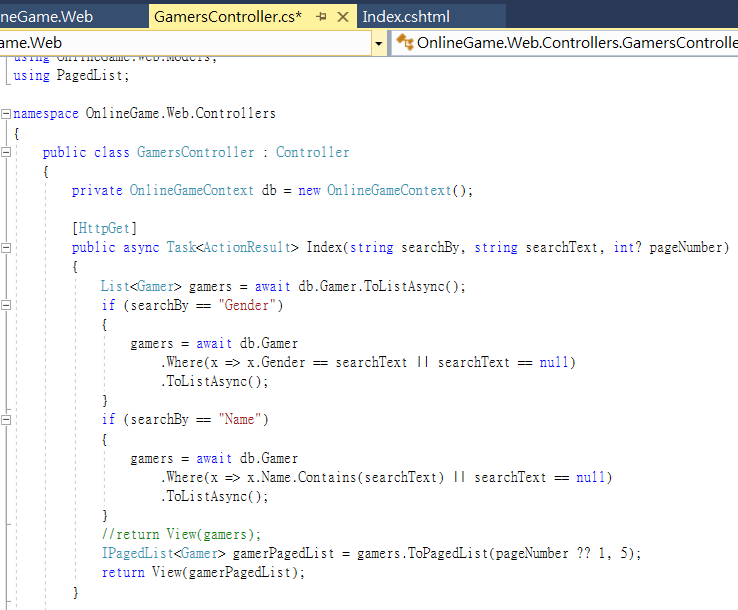 neGame.Web GamersController.cs* Index.cshtml
ame.Web OnlineGame.Web.Controllers.GamersControlle
using OnlineGame.Web.Models;
using PagedList;
namespace OnlineGame.Web.Controllers
{
public class GamersController : Controller
{
private OnlineGameContext db = new OnlineGameContext();
[HttpGet]
public async Task<ActionResult> Index(string searchBy, string searchText, int? pageNumber)
{
List<Gamer> gamers = await db.Gamer.ToListAsync();
if (searchBy == "Gender")
{
gamers = await db.Gamer
.Where(x => x.Gender == searchText || searchText == null)
.ToListAsync();
}
if (searchBy == "Name")
{
gamers = await db.Gamer
.Where(x => x.Name.Contains(searchText) || searchText == null)
.ToListAsync();
}
//return View(gamers);
IPagedList<Gamer> gamerPagedList = gamers.ToPagedList(pageNumber ?? 1, 5);
return View(gamerPagedList);
}